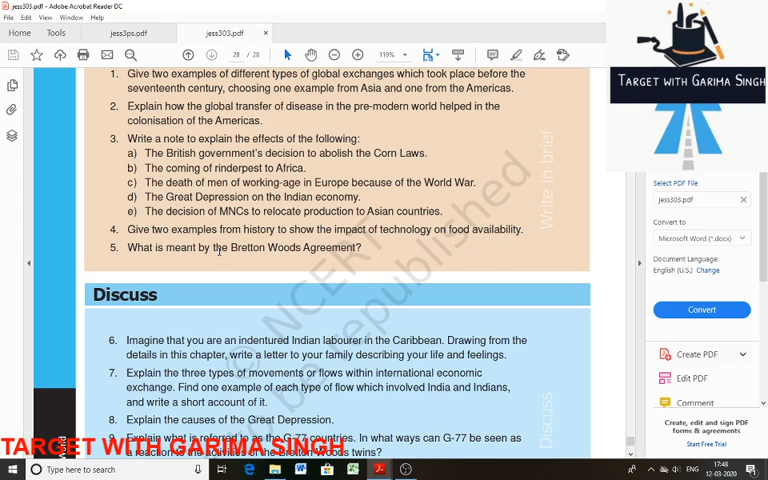 jess303.pdf - Adobe Acrobat Reader DC
File Edit View Window Help
Home Tools jess3ps.pdf jess303.pdf ×
28 / 28 119%
1. Give two examples of different types of global exchanges which took place before the
seventeenth century, choosing one example from Asia and one from the Americas.
2. Explain how the global transfer of disease in the pre-modern world helped in the
colonisation of the Americas.
3. Write a note to explain the effects of the following:
a) The British government's decision to abolish the Corn Laws.
b) The coming of rinderpest to Africa.
c) The death of men of working-age in Europe because of the World War.
d) The Great Depression on the Indian economy.
e) The decision of MNCs to relocate production to Asian countries.
4. Give two examples from history to show the impact of technology on food availability.
5. What is meant by the Bretton Woods Agreement?
Write in brief
© NCERT
be republished
Discuss
6. Imagine that you are an indentured Indian labourer in the Caribbean. Drawing from the
details in this chapter, write a letter to your family describing your life and feelings.
7. Explain the three types of movements or flows within international economic
exchange. Find one example of each type of flow which involved India and Indians,
and write a short account of it.
8. Explain the causes of the Great Depression.
9. Explain what is referred to as the G-77 countries. In what ways can G-77 be seen as
a reaction to the activities of the Bretton Woods twins?
Discuss
World
TARGET WITH GARIMA SINGH
TARGET WITH GARIMA SINGH
Select PDF File
jess303.pdf
Convert to
Microsoft Word (*.docx)
Document Language:
English (U.S.) Change
Convert
Create PDF
Edit PDF
Comment
Create, edit and sign PDF
forms & agreements
Start Free Trial
Type here to search
ENG
17:48
12-03-2020